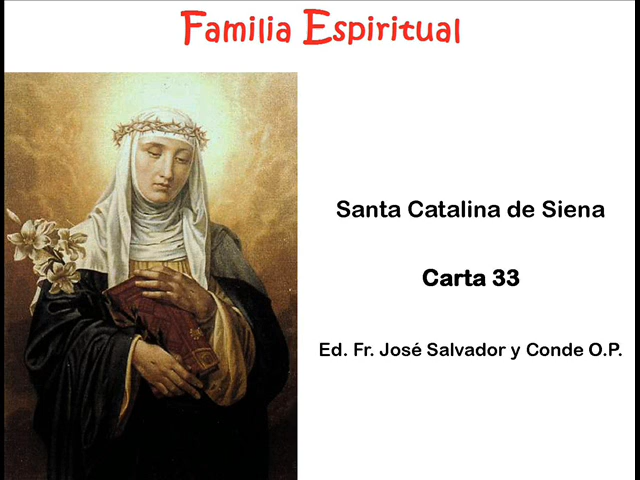 Familia Espiritual
Santa Catalina de Siena
Carta 33
Ed. Fr. José Salvador y Conde O.P.